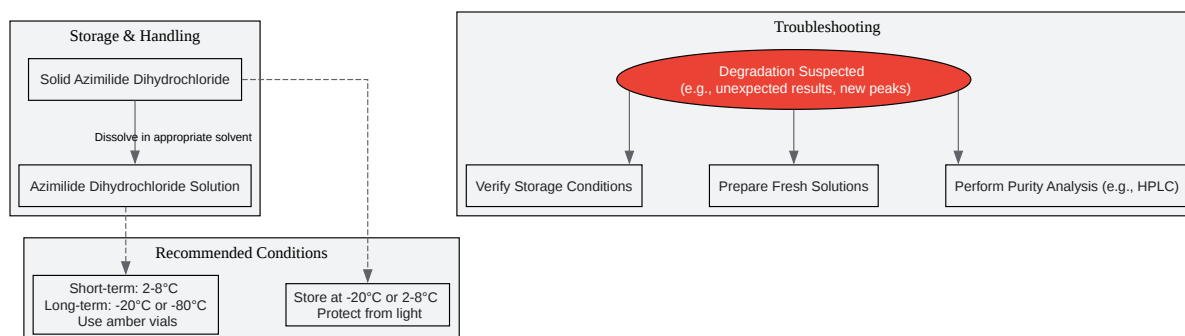 Storage & Handling
Solid Azimilide Dihydrochloride
Dissolve in appropriate solvent
Azimilide Dihydrochloride Solution
Recommended Conditions
Short-term: 2-8°C
Long-term: -20°C or -80°C
Use amber vials
Store at -20°C or 2-8°C
Protect from light
Troubleshooting
Degradation Suspected
(e.g., unexpected results, new peaks)
Verify Storage Conditions
Prepare Fresh Solutions
Perform Purity Analysis (e.g., HPLC)